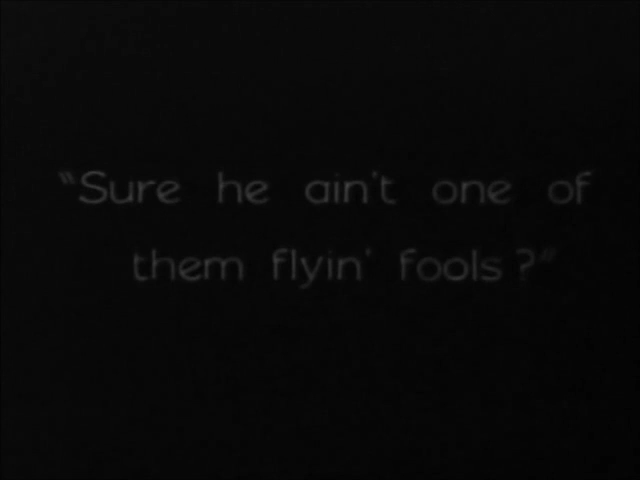 “Sure he ain't one of
them flyin' fools?”